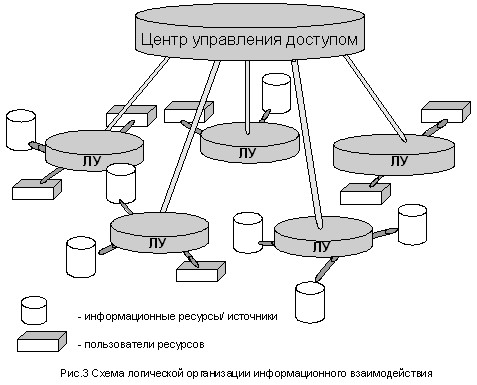 Центр управления доступом
ЛУ
ЛУ
ЛУ
ЛУ
ЛУ
- информационные ресурсы/ источники
- пользователи ресурсов
Рис.3 Схема логической организации информационного взаимодействия